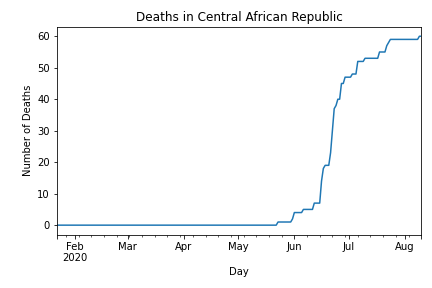 Deaths in Central African Republic
60
50
40
30
20
10
0
Number of Deaths
Feb Mar Apr May Jun Jul Aug
2020
Day